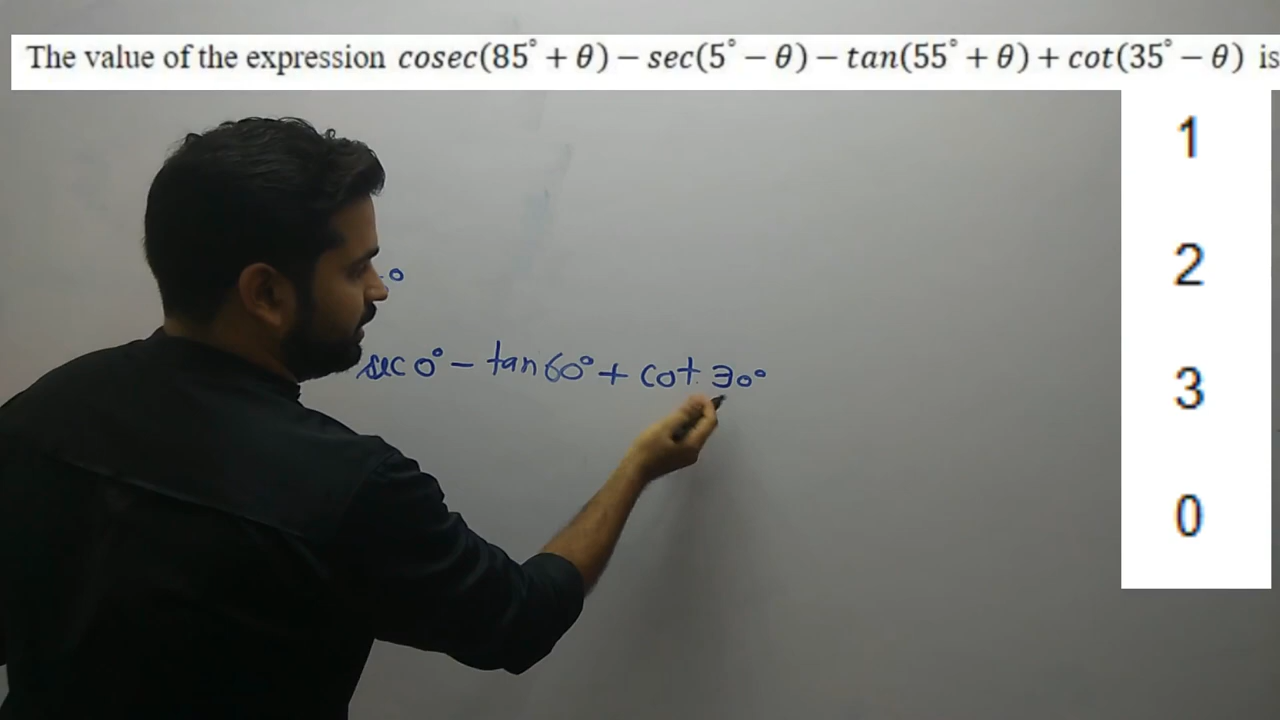 The value of the expression cosec(85° + θ) − sec(5° − θ) − tan(55° + θ) + cot(35° − θ) is
1
2
3
0
sec 0° − tan 60° + cot 30°